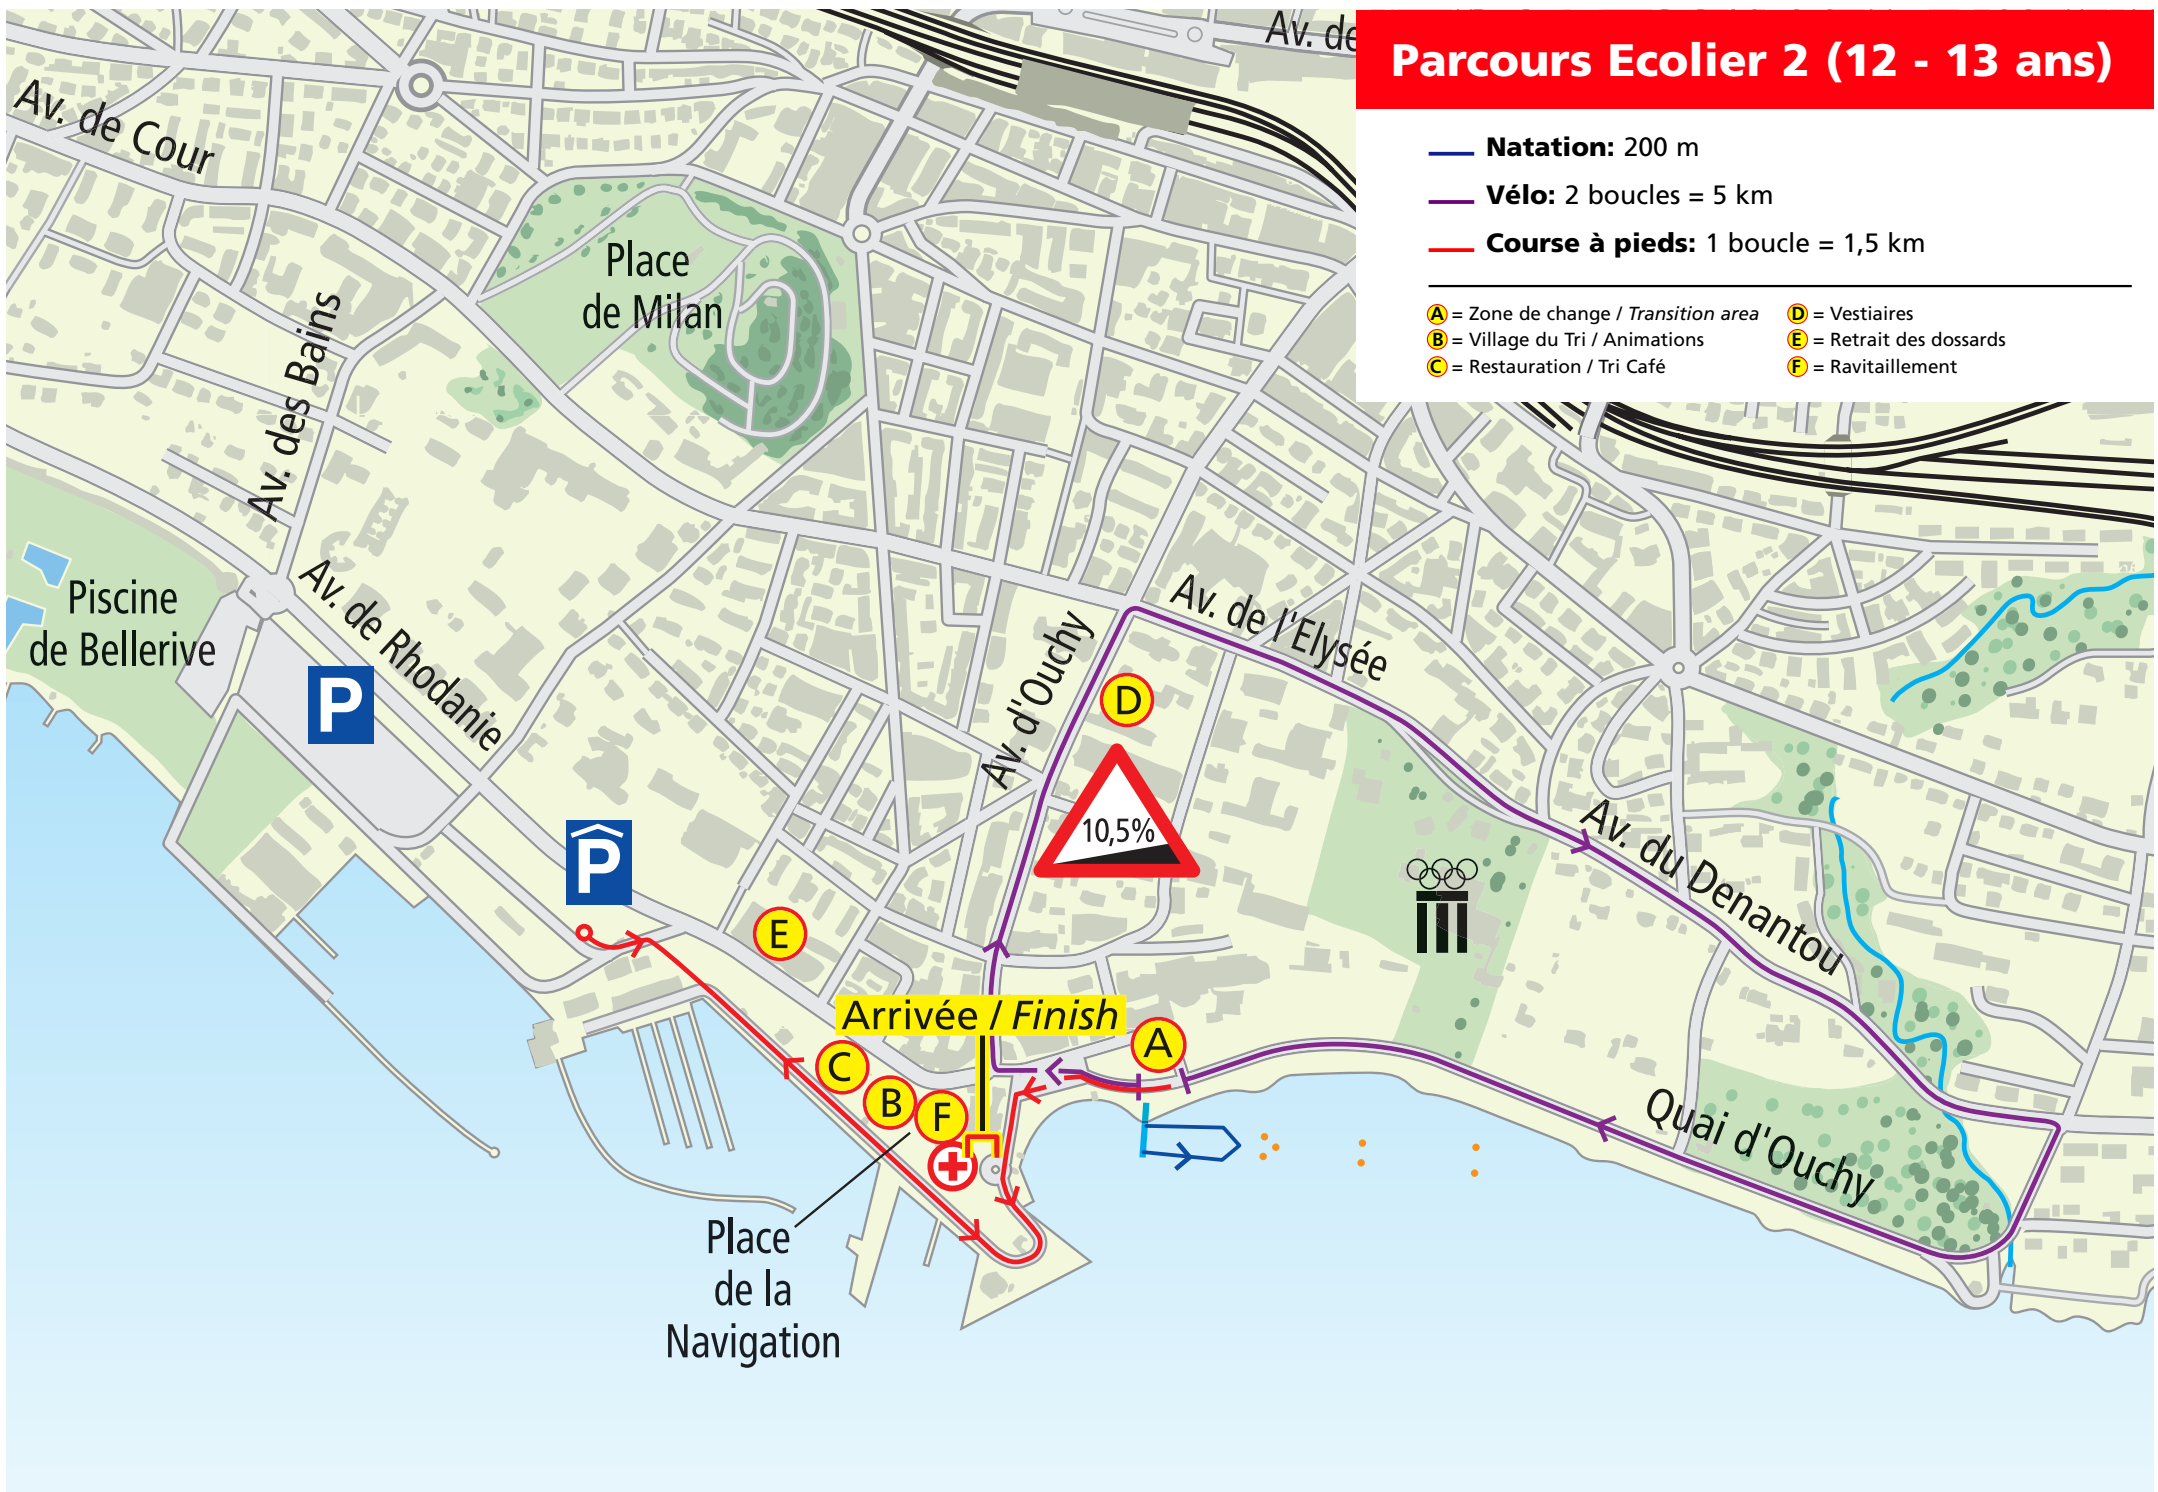 Av. de
Parcours Ecolier 2 (12 - 13 ans)
Natation: 200 m
Vélo: 2 boucles = 5 km
Course à pieds: 1 boucle = 1,5 km
A = Zone de change / Transition area
B = Village du Tri / Animations
C = Restauration / Tri Café
D = Vestiaires
E = Retrait des dossards
F = Ravitaillement
Av. de Cour
Place
de Milan
Av. des Bains
Piscine
de Bellerive
Av. de Rhodanie
P
P
Av. d'Ouchy
Av. de l'Elysée
D
10,5%
Av. du Denantou
E
Arrivée / Finish
A
C
B
F
Quai d'Ouchy
Place
de la
Navigation